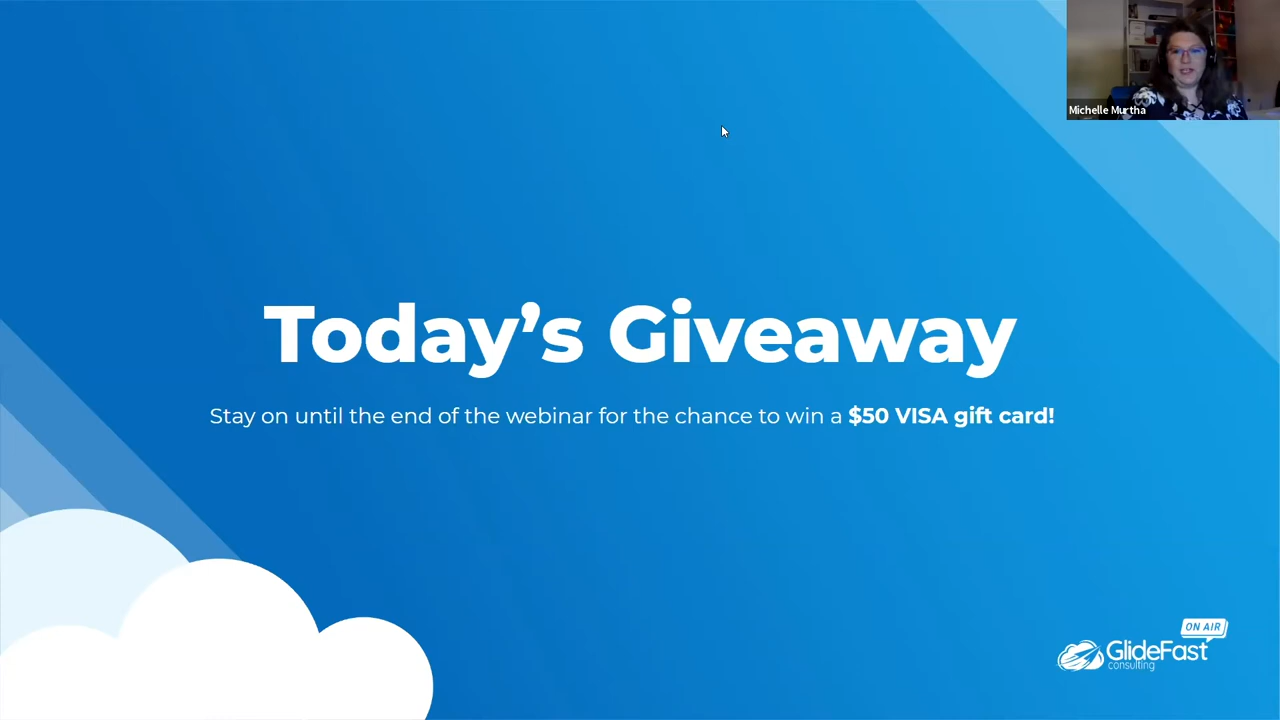 Michelle Murtha
Today’s Giveaway
Stay on until the end of the webinar for the chance to win a $50 VISA gift card!
ON AIR
GlideFast
consulting